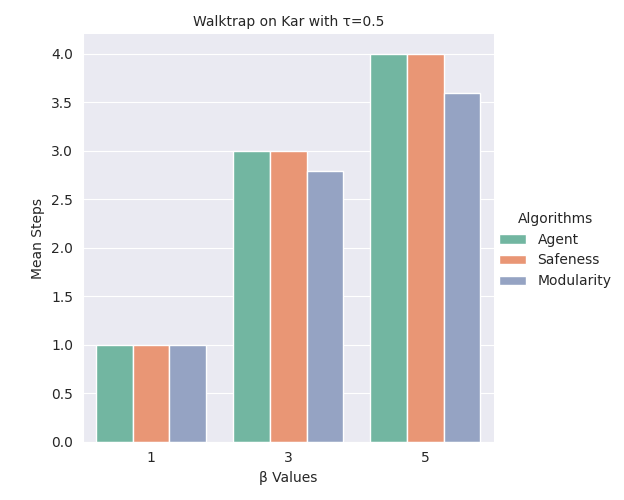 Walktrap on Kar with τ=0.5
4.0
3.5
3.0
2.5
2.0
1.5
1.0
0.5
0.0
Mean Steps
1 3 5
β Values
Algorithms
Agent
Safeness
Modularity